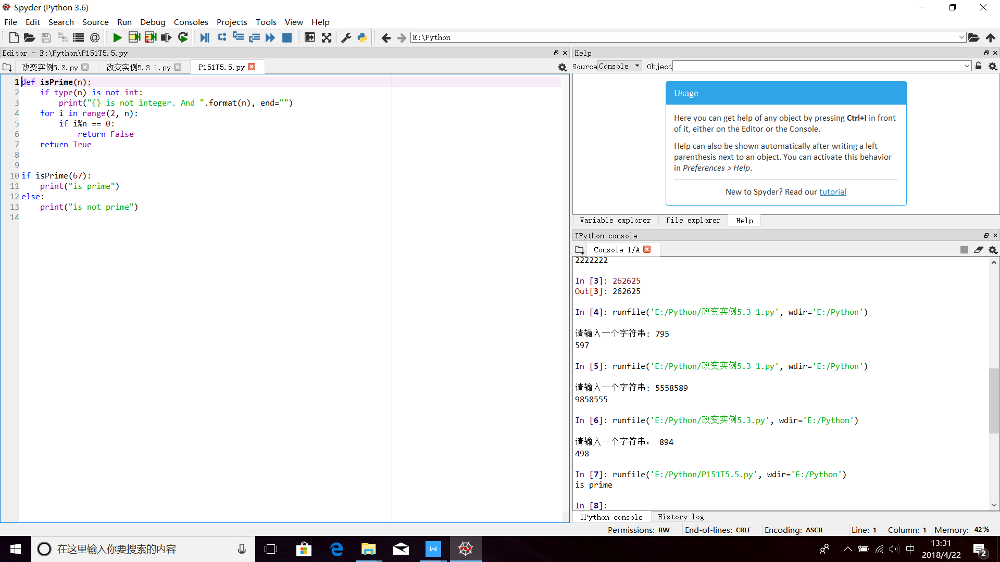 Spyder (Python 3.6)
File Edit Search Source Run Debug Consoles Projects Tools View Help
E:\Python
Editor - E:\Python\P151T5.5.py
改变实例5.3.py 改变实例5.3 1.py P151T5.5.py
1 def isPrime(n):
2     if type(n) is not int:
3         print("{} is not integer. And ".format(n), end="")
4     for i in range(2, n):
5         if i%n == 0:
6             return False
7     return True
8
9
10 if isPrime(67):
11     print("is prime")
12 else:
13     print("is not prime")
14
Help
Source Console Object
Usage
Here you can get help of any object by pressing Ctrl+I in front
of it, either on the Editor or the Console.
Help can also be shown automatically after writing a left
parenthesis next to an object. You can activate this behavior
in Preferences > Help.
New to Spyder? Read our tutorial
Variable explorer File explorer Help
IPython console
Console 1/A
2222222
In [3]: 262625
Out[3]: 262625
In [4]: runfile('E:/Python/改变实例5.3 1.py', wdir='E:/Python')
请输入一个字符串: 795
597
In [5]: runfile('E:/Python/改变实例5.3 1.py', wdir='E:/Python')
请输入一个字符串: 5558589
9858555
In [6]: runfile('E:/Python/改变实例5.3.py', wdir='E:/Python')
请输入一个字符串： 894
498
In [7]: runfile('E:/Python/P151T5.5.py', wdir='E:/Python')
is prime
In [8]:
IPython console History log
Permissions: RW End-of-lines: CRLF Encoding: ASCII Line: 1 Column: 1 Memory: 42 %
在这里输入你要搜索的内容
中
13:31
2018/4/22
2